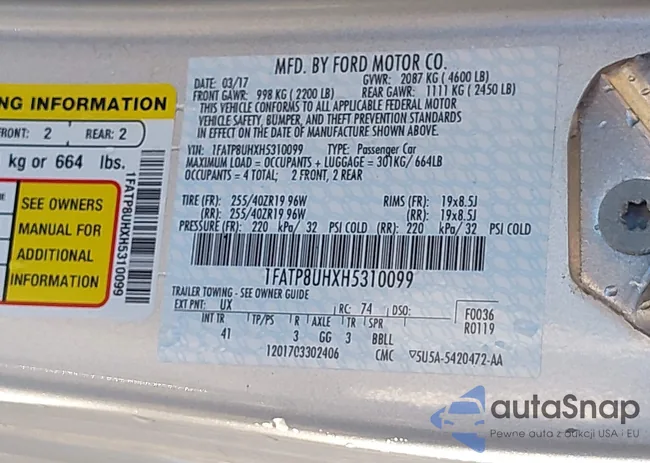 MFD. BY FORD MOTOR CO.
DATE: 03/17 GVWR: 2087 KG (4600 LB)
FRONT GAWR: 998 KG (2200 LB) REAR GAWR: 1111 KG (2450 LB)
THIS VEHICLE CONFORMS TO ALL APPLICABLE FEDERAL MOTOR
VEHICLE SAFETY, BUMPER, AND THEFT PREVENTION STANDARDS
IN EFFECT ON THE DATE OF MANUFACTURE SHOWN ABOVE.
VIN: 1FATP8UHXH5310099 TYPE: Passenger Car
MAXIMUM LOAD = OCCUPANTS + LUGGAGE = 301KG/664LB
OCCUPANTS = 4 TOTAL; 2 FRONT, 2 REAR
TIRE (FR): 255/40ZR19 96W RIMS (FR): 19x8.5J
(RR): 255/40ZR19 96W (RR): 19x8.5J
PRESSURE (FR): 220 kPa/ 32 PSI COLD (RR): 220 kPa/ 32 PSI COLD
1FATP8UHXH5310099
TRAILER TOWING - SEE OWNER GUIDE
EXT PNT: UX RC: 74 DSO: F0036
R0119
INT TR TP/PS R AXLE TR SPR
41 3 GG 3 BBLL
1201703302406 CMC 5U5A-5420472-AA
NG INFORMATION
FRONT: 2 REAR: 2
kg or 664 lbs.
SEE OWNERS
MANUAL FOR
ADDITIONAL
INFORMATION
1FATP8UHXH5310099
autoSnap
Pewne auta z aukcji USA i EU